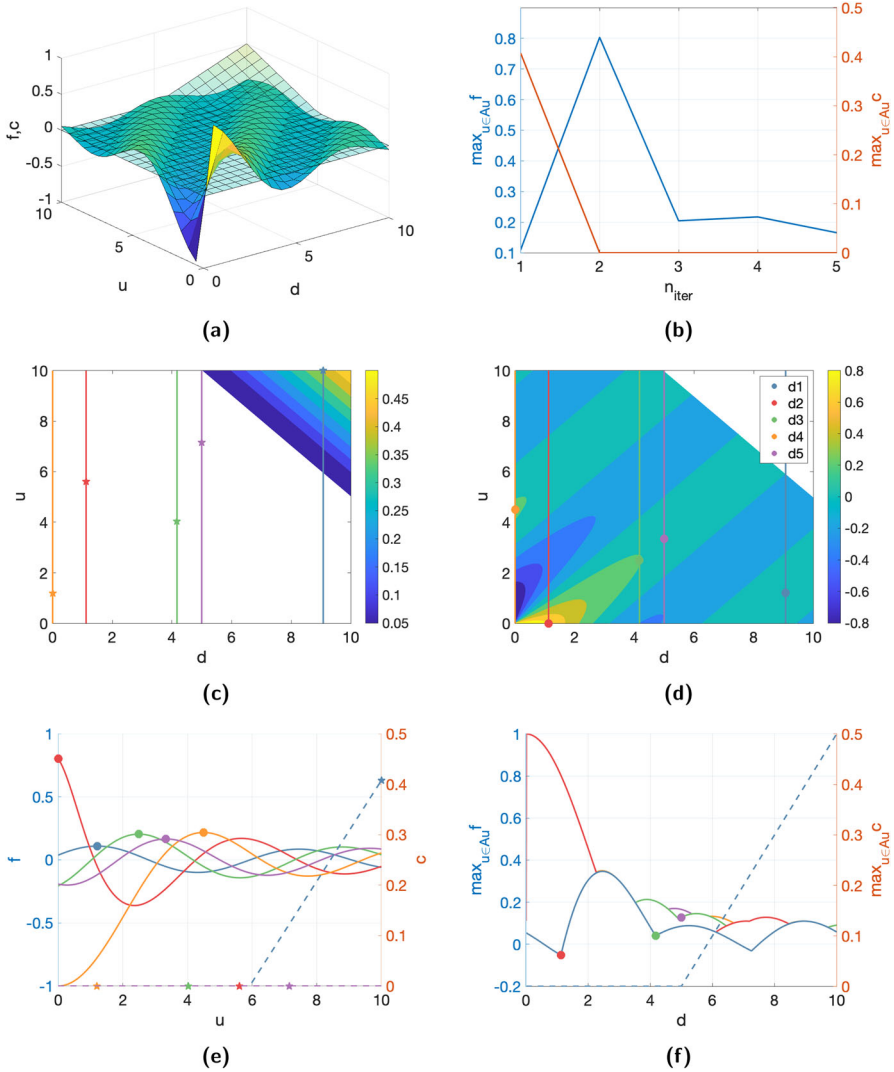 1
0.5
0
-0.5
-1
f,c
10
5
0
u
0
5
10
d
(a)
0.8
0.7
0.6
0.5
0.4
0.3
0.2
0.1
max_{u∈Au} f
0.5
0.4
0.3
0.2
0.1
0
max_{u∈Au} c
1 2 3 4 5
n_{iter}
(b)
10
8
6
4
2
0
u
0 2 4 6 8 10
d
0.45
0.4
0.35
0.3
0.25
0.2
0.15
0.1
0.05
(c)
10
8
6
4
2
0
u
0 2 4 6 8 10
d
d1
d2
d3
d4
d5
0.8
0.6
0.4
0.2
0
-0.2
-0.4
-0.6
-0.8
(d)
1
0.5
0
-0.5
-1
f
0 2 4 6 8 10
u
0.5
0.4
0.3
0.2
0.1
0
c
(e)
1
0.8
0.6
0.4
0.2
0
-0.2
max_{u∈Au} f
0 2 4 6 8 10
d
0.5
0.4
0.3
0.2
0.1
0
max_{u∈Au} c
(f)